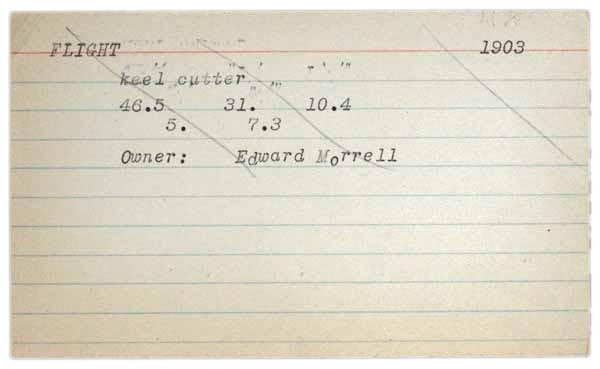 FLIGHT 1903
keel cutter
46.5 31. 10.4
5. 7.3
Owner: Edward Morrell